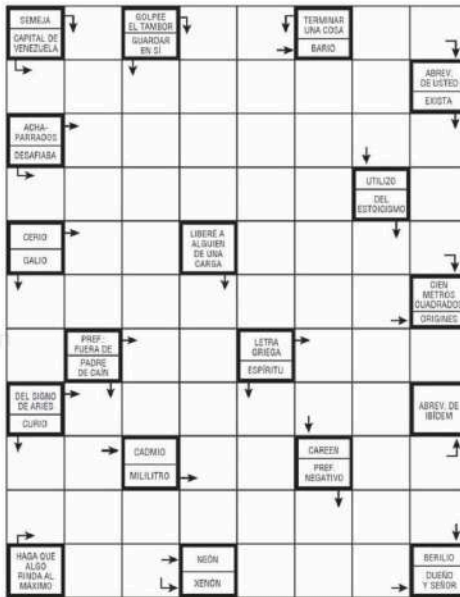 SEMEJA
CAPITAL DE
VENEZUELA
GOLPEE
EL TAMBOR
GUARDAR
EN SÍ
TERMINAR
UNA COSA
BARIO
ABREV.
DE USTED
EXISTA
ACHA-
PARRADOS
DESAFIABA
UTILIZO
DEL
ESTOICISMO
CERIO
GALIO
LIBERÉ A
ALGUIEN
DE UNA
CARGA
CIEN
METROS
CUADRADOS
ORIGINES
PREF.:
FUERA DE
PADRE
DE CAÍN
LETRA
GRIEGA
ESPÍRITU
DEL SIGNO
DE ARIES
CURIO
ABREV. DE
IBÍDEM
CADMIO
MILILITRO
CAREEN
PREF.
NEGATIVO
HAGA QUE
ALGO
RINDA AL
MÁXIMO
NEÓN
XENÓN
BERILIO
DUEÑO
Y SEÑOR